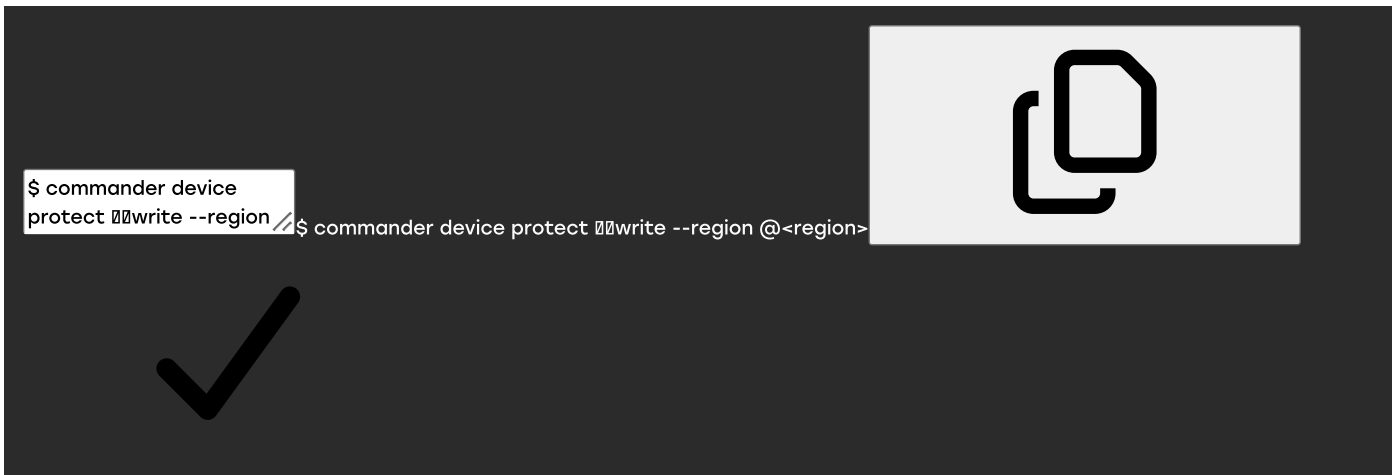 $ commander device
protect ▯▯write --region
$ commander device protect ▯▯write --region @<region>